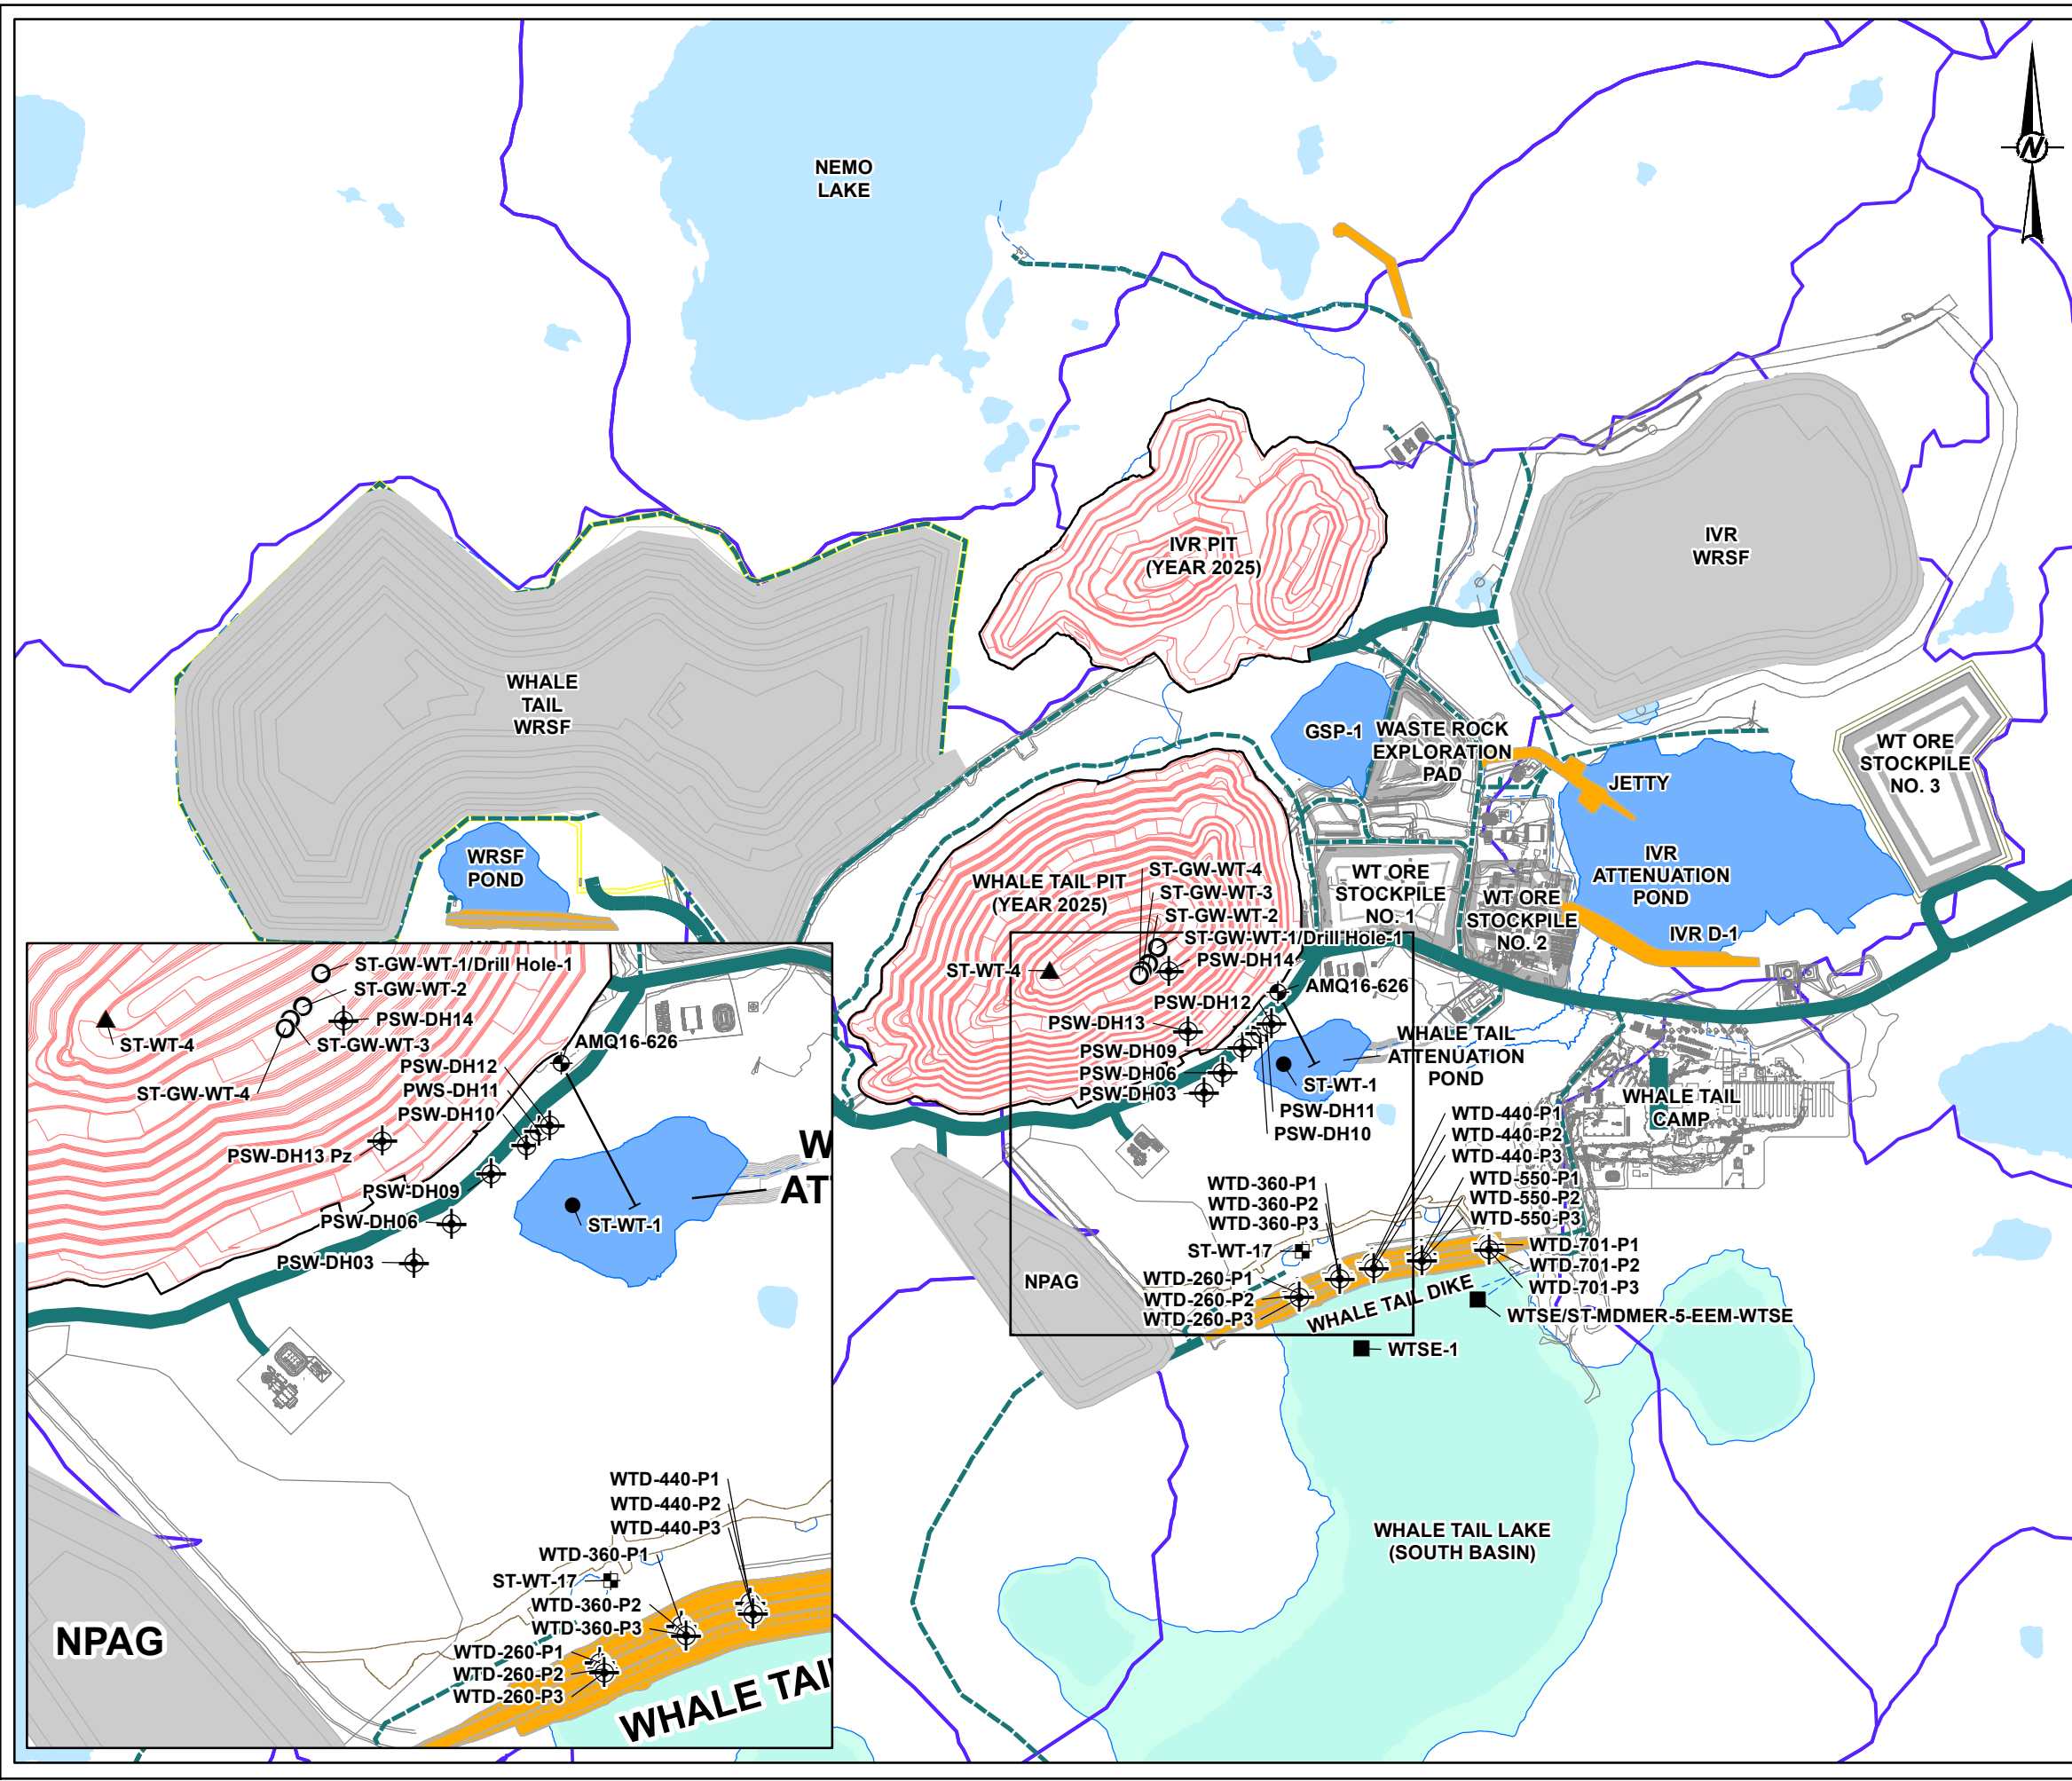 N
NEMO
LAKE
IVR PIT
(YEAR 2025)
IVR
WRSF
WHALE
TAIL
WRSF
GSP-1
WASTE ROCK
EXPLORATION
PAD
JETTY
WT ORE
STOCKPILE
NO. 3
WRSF
POND
WHALE TAIL PIT
(YEAR 2025)
ST-GW-WT-4
ST-GW-WT-3
ST-GW-WT-2
ST-GW-WT-1/Drill Hole-1
PSW-DH14
ST-WT-4
WT ORE
STOCKPILE
NO. 1
WT ORE
STOCKPILE
NO. 2
IVR
ATTENUATION
POND
IVR D-1
AMQ16-626
PSW-DH12
PSW-DH13
PSW-DH09
PSW-DH06
PSW-DH03
WHALE TAIL
ATTENUATION
POND
ST-WT-1
PSW-DH11
PSW-DH10
WHALE TAIL
CAMP
WTD-440-P1
WTD-440-P2
WTD-440-P3
WTD-360-P1
WTD-360-P2
WTD-360-P3
WTD-550-P1
WTD-550-P2
WTD-550-P3
ST-WT-17
WTD-260-P1
WTD-260-P2
WTD-260-P3
WTD-701-P1
WTD-701-P2
WTD-701-P3
NPAG
WHALE TAIL DIKE
WTSE/ST-MDMER-5-EEM-WTSE
WTSE-1
WHALE TAIL LAKE
(SOUTH BASIN)
ST-GW-WT-1/Drill Hole-1
ST-GW-WT-2
PSW-DH14
ST-WT-4
ST-GW-WT-3
ST-GW-WT-4
AMQ16-626
PSW-DH12
PWS-DH11
PSW-DH10
PSW-DH13 Pz
PSW-DH09
PSW-DH06
PSW-DH03
ST-WT-1
W
AT
WTD-440-P1
WTD-440-P2
WTD-440-P3
WTD-360-P1
ST-WT-17
WTD-360-P2
WTD-360-P3
WTD-260-P1
WTD-260-P2
WTD-260-P3
NPAG
WHALE TAI